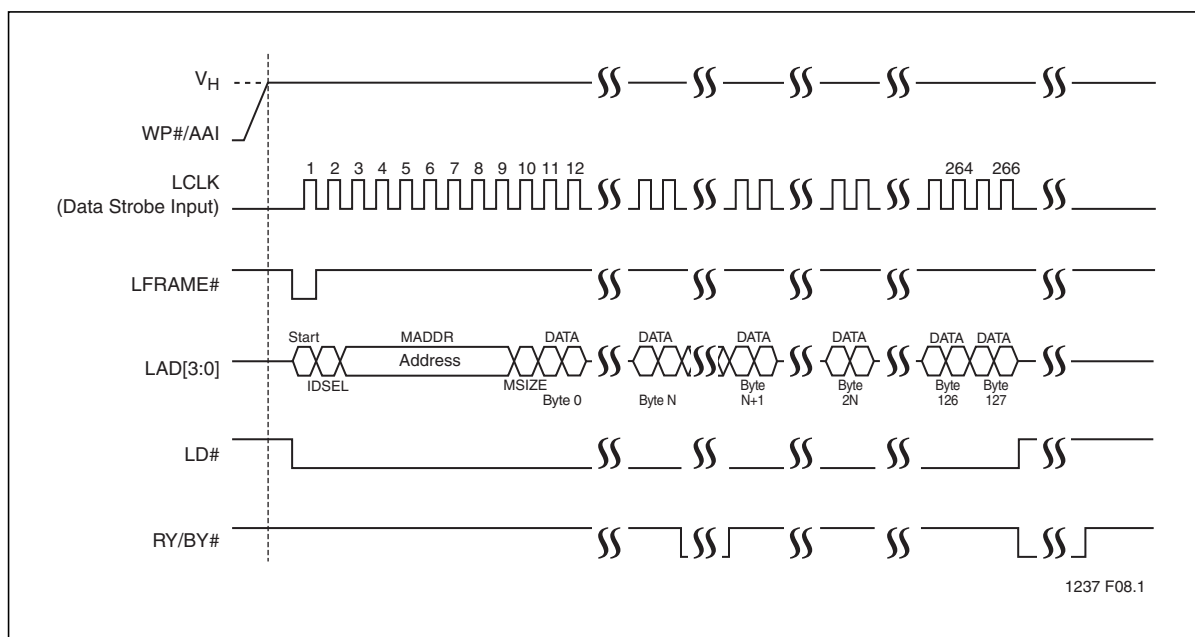 VH
WP#/AAI
1 2 3 4 5 6 7 8 9 10 11 12 264 266
LCLK
(Data Strobe Input)
LFRAME#
Start MADDR DATA DATA DATA DATA DATA DATA
LAD[3:0] Address
IDSEL MSIZE
Byte 0 Byte N Byte N+1 Byte 2N Byte 126 Byte 127
LD#
RY/BY#
1237 F08.1